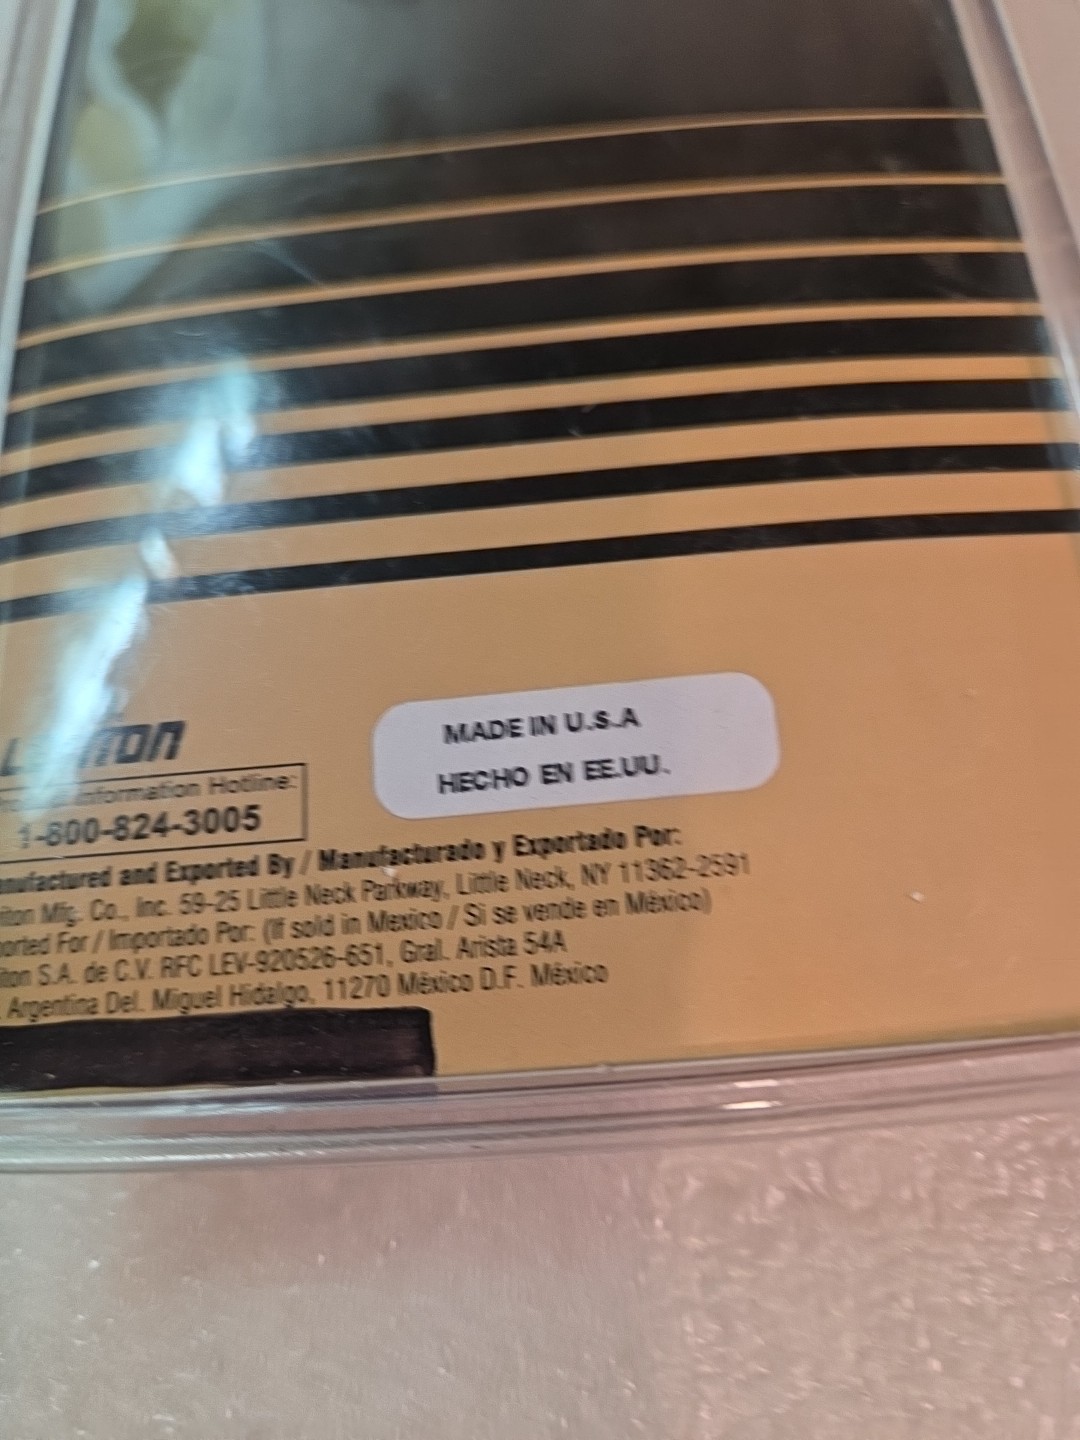 MADE IN U.S.A
HECHO EN EE.UU.
Information Hotline:
1-800-824-3005
and Exported By / Manufacturado y Exportado Por:
Mfg. Co., Inc. 59-25 Little Neck Parkway, Little Neck, NY 11362-2591
For / Importado Por: (If sold in Mexico / Si se vende en México)
S.A. de C.V. RFC LEV-920526-651, Gral. Arista 54A
Argentina Del. Miguel Hidalgo, 11270 México D.F. México